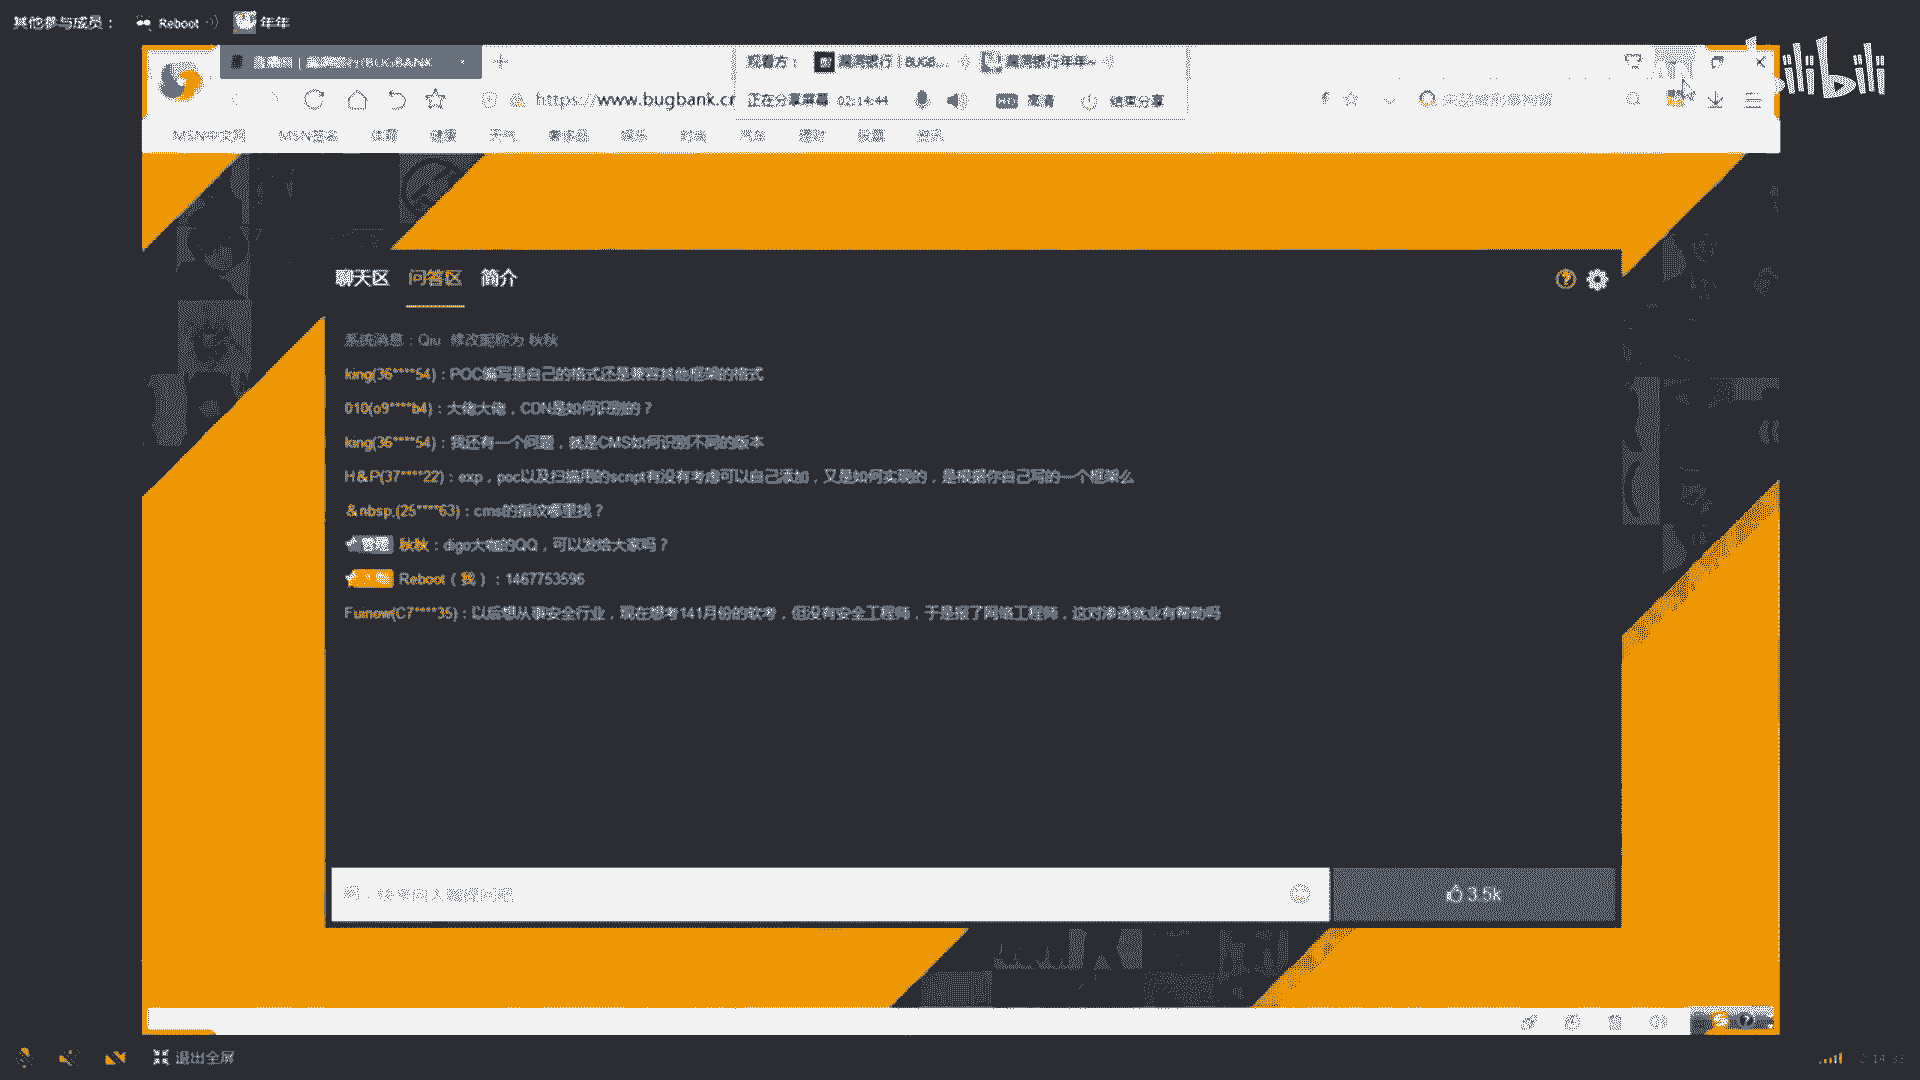 其他参与成员： Reboot 年年
bilibili
直播间 | 漏洞银行(BUGBANK
观看方： 漏洞银行 | BUGB... 漏洞银行年年~
https://www.bugbank.cr
正在分享屏幕 02:14:44 高清 结束分享
MSN中文网 体育 健康 天气 奢侈品 娱乐 时尚 汽车 理财 资讯
聊天区 问答区 简介
系统消息：Qiu 修改昵称为 秋秋
king(36****54)：POC编写是自己的格式还是兼容其他框架的格式
010(o9****b4)：大佬大佬，CDN是如何识别的？
king(36****54)：我还有一个问题，就是CMS如何识别不同的版本
H&P(37****22)：exp，poc以及扫描用的script有没有考虑可以自己添加，又是如何实现的，是根据你自己写的一个框架么
&nbsp;(25****63)：cms的指纹哪里找？
管理 秋秋：digo大佬的QQ，可以发给大家吗？
Reboot（我）：1467753596
(C7****35)：以后想从事安全行业，现在想考11月份的软考，但没有安全工程师，于是报了网络工程师，这对渗透就业有帮助吗
问：快来向大咖提问吧
3.5k
退出全屏